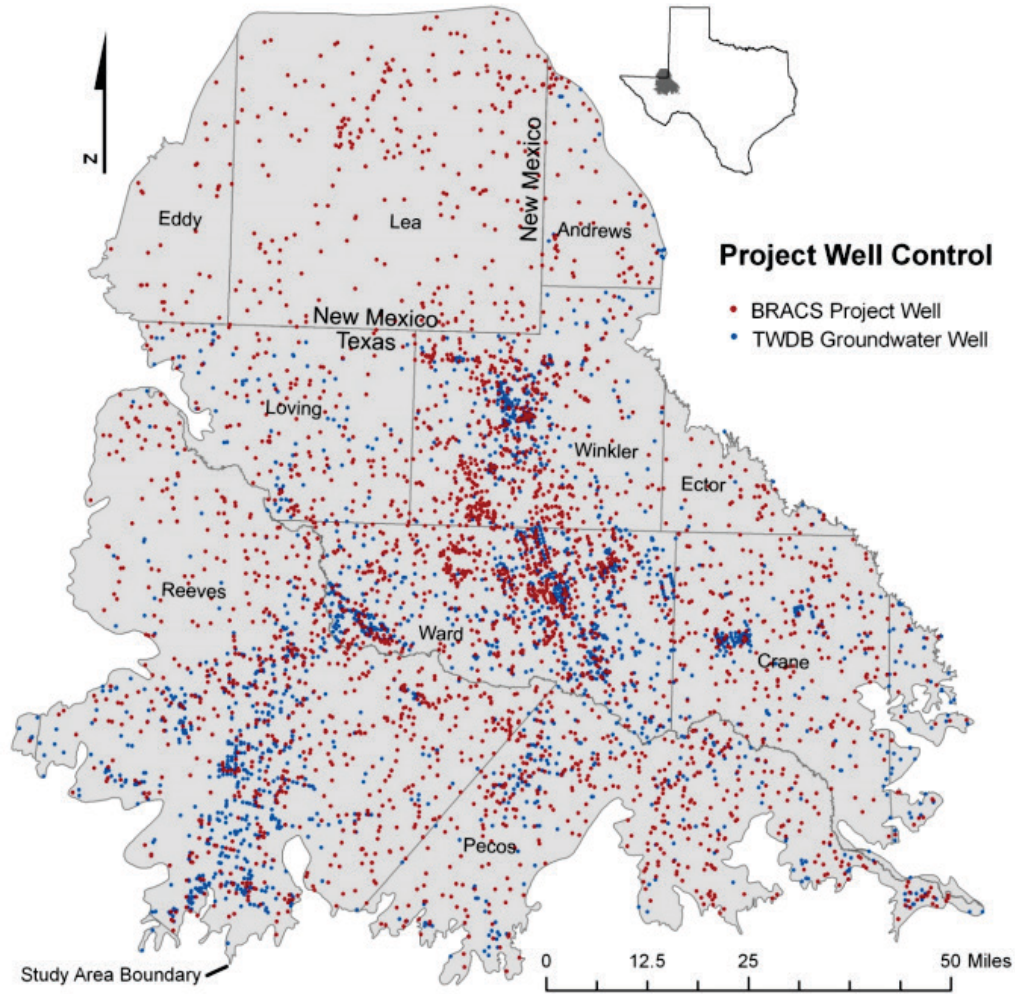 N
New Mexico
Eddy
Lea
Andrews
Project Well Control
BRACS Project Well
TWDB Groundwater Well
New Mexico
Texas
Loving
Winkler
Ector
Reeves
Ward
Crane
Pecos
Study Area Boundary
0 12.5 25 50 Miles